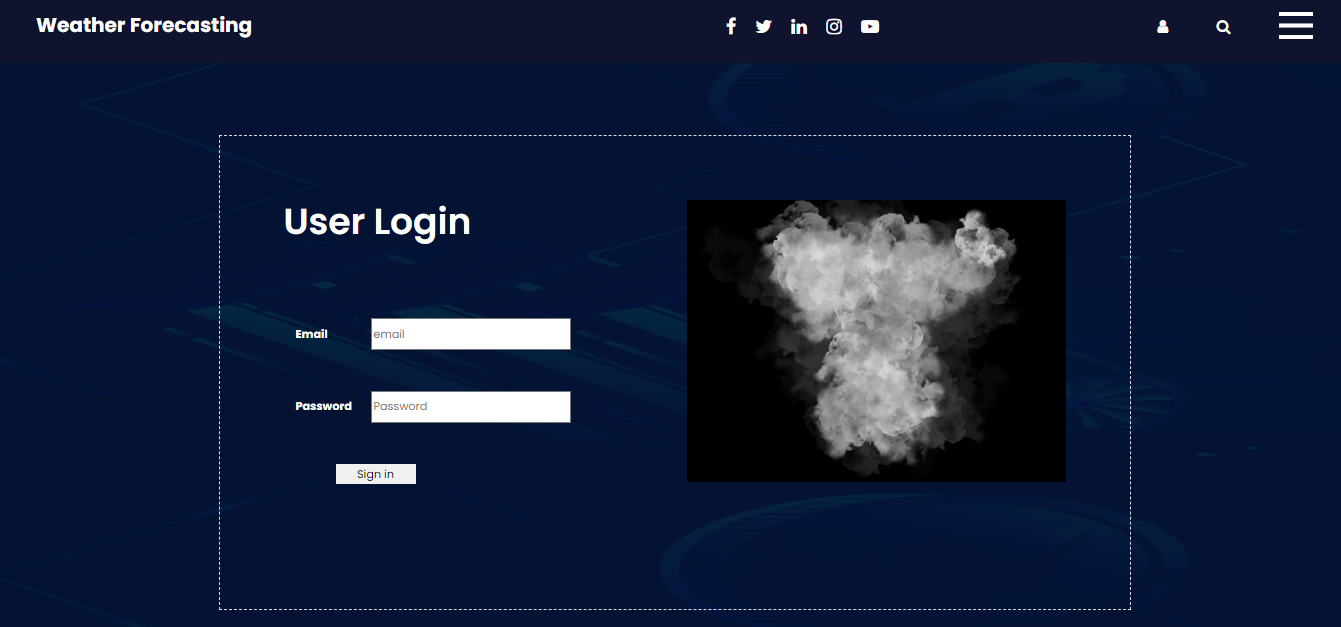 Weather Forecasting
User Login
Email
email
Password
Password
Sign in